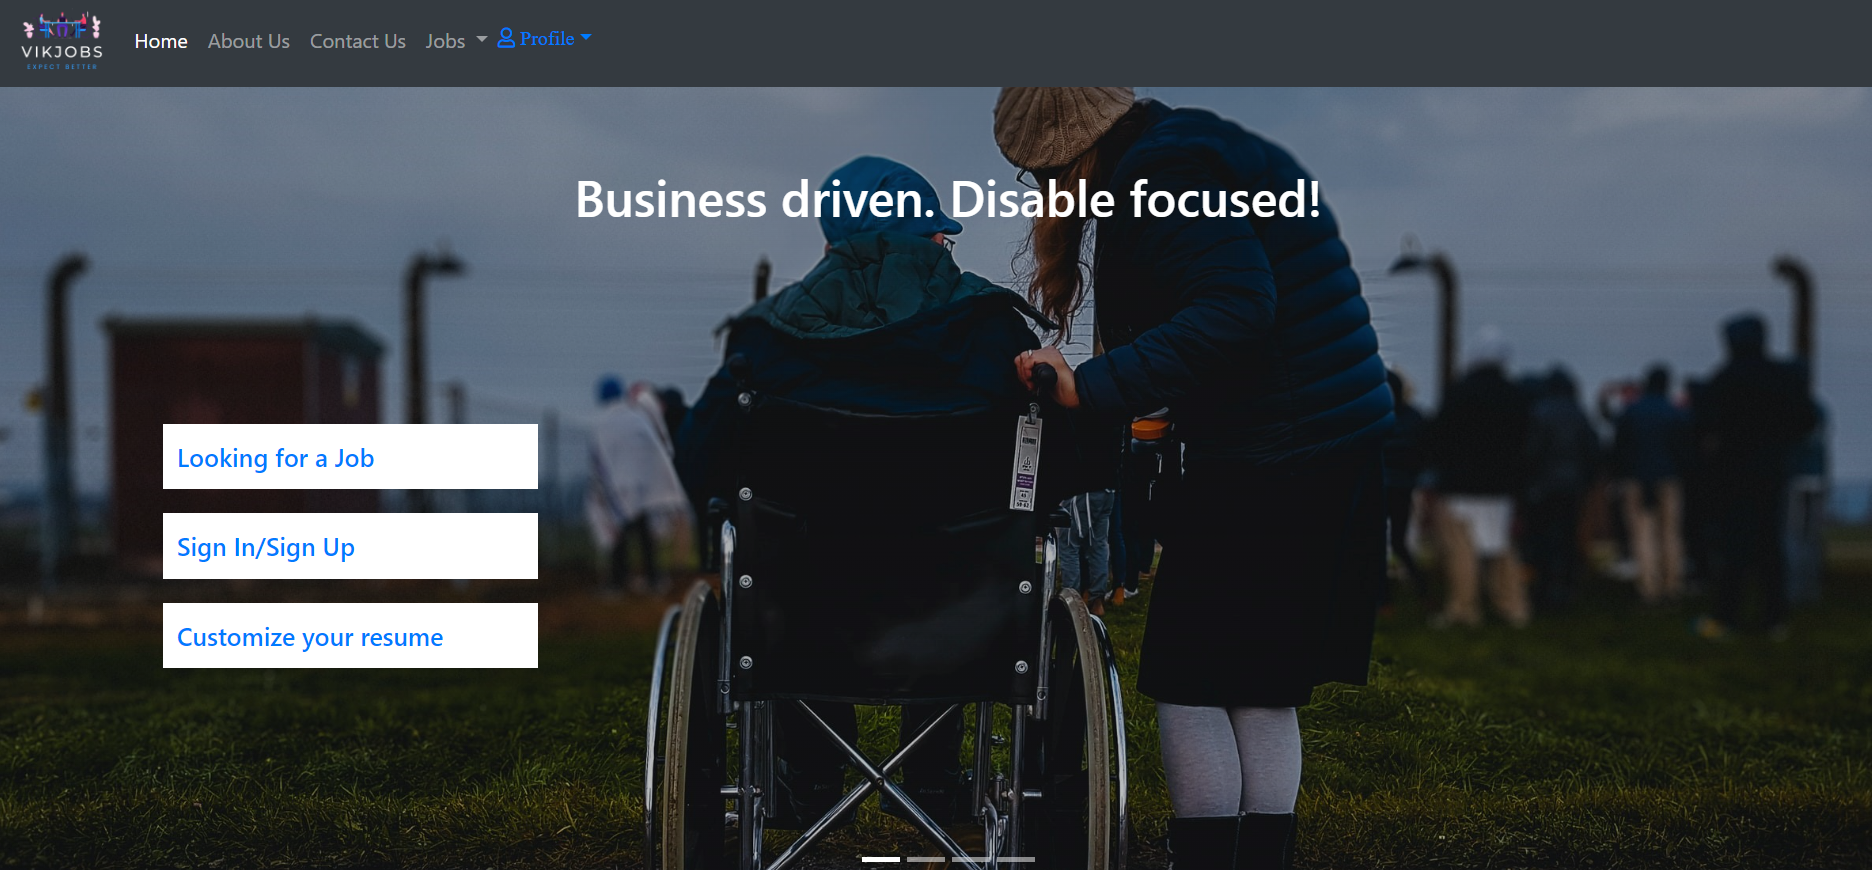 VIKJOBS
EXPECT BETTER
Home About Us Contact Us Jobs Profile
Business driven. Disable focused!
Looking for a Job
Sign In/Sign Up
Customize your resume